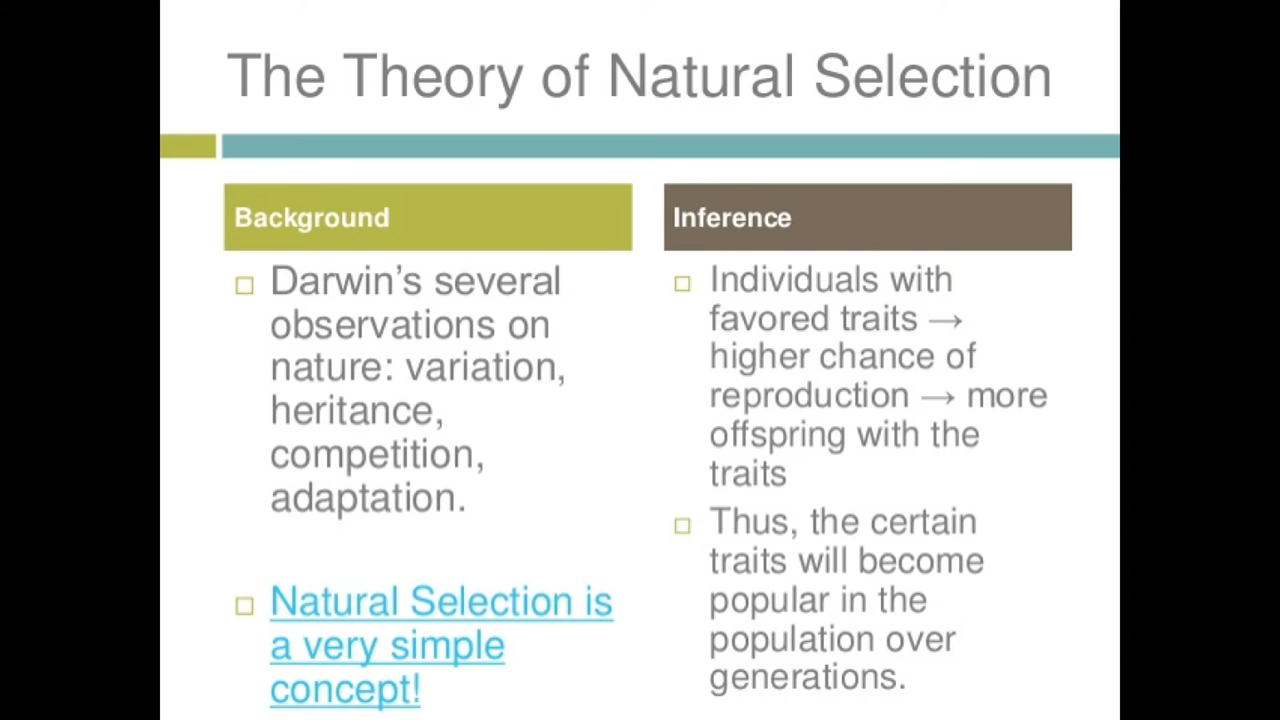 The Theory of Natural Selection
Background
Darwin’s several
observations on
nature: variation,
heritance,
competition,
adaptation.
Natural Selection is
a very simple
concept!
Inference
Individuals with
favored traits →
higher chance of
reproduction → more
offspring with the
traits
Thus, the certain
traits will become
popular in the
population over
generations.